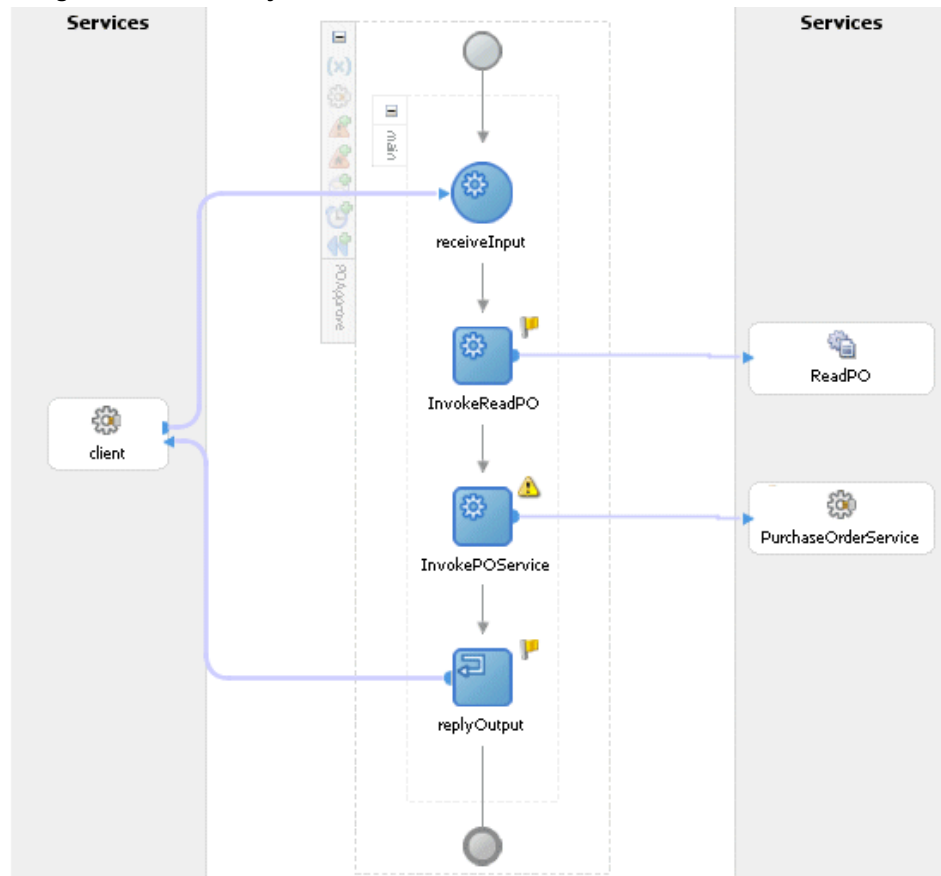 Services
Services
(x)
main
receiveInput
POApprove
InvokeReadPO
ReadPO
client
InvokePOService
PurchaseOrderService
replyOutput